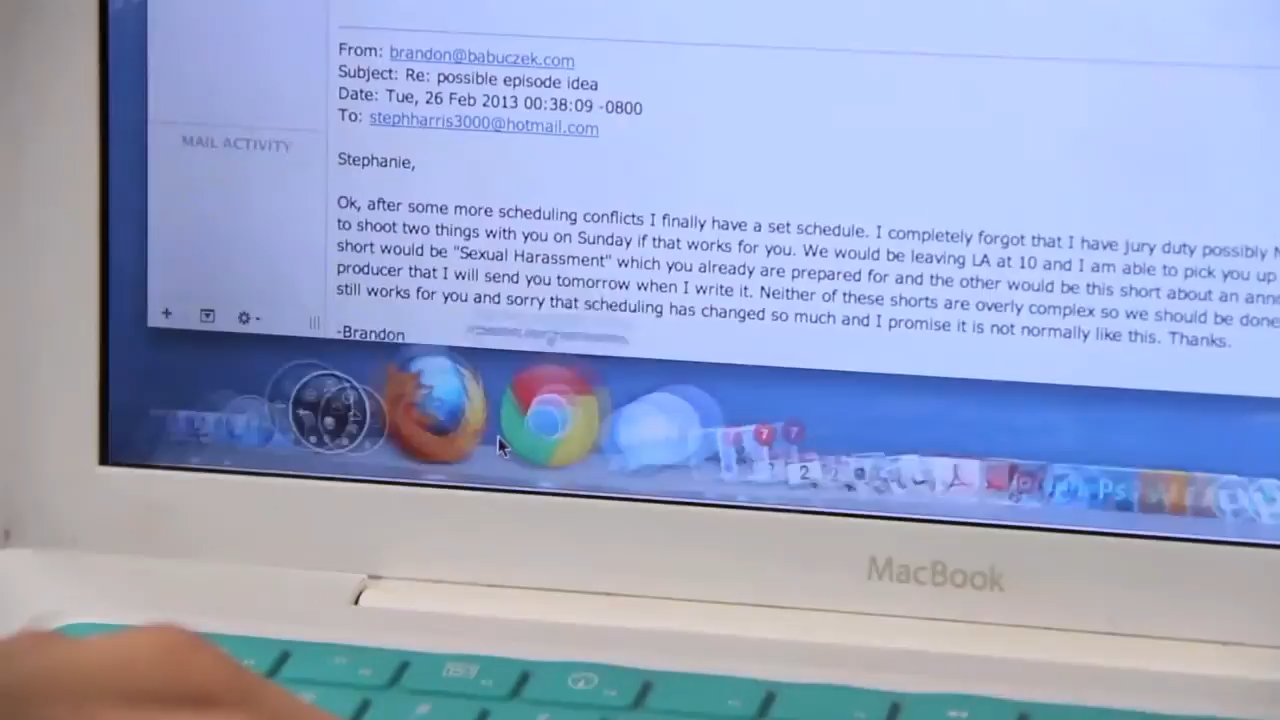 From: brandon@babuczek.com
Subject: Re: possible episode idea
Date: Tue, 26 Feb 2013 00:38:09 -0800
To: stephharris3000@hotmail.com
MAIL ACTIVITY
Stephanie,
Ok, after some more scheduling conflicts I finally have a set schedule. I completely forgot that I have jury duty possibly
to shoot two things with you on Sunday if that works for you. We would be leaving LA at 10 and I am able to pick you up
short would be "Sexual Harassment" which you already are prepared for and the other would be this short about an
producer that I will send you tomorrow when I write it. Neither of these shorts are overly complex so we should be done
still works for you and sorry that scheduling has changed so much and I promise it is not normally like this. Thanks.
-Brandon
7 7
2 2
Ps
MacBook